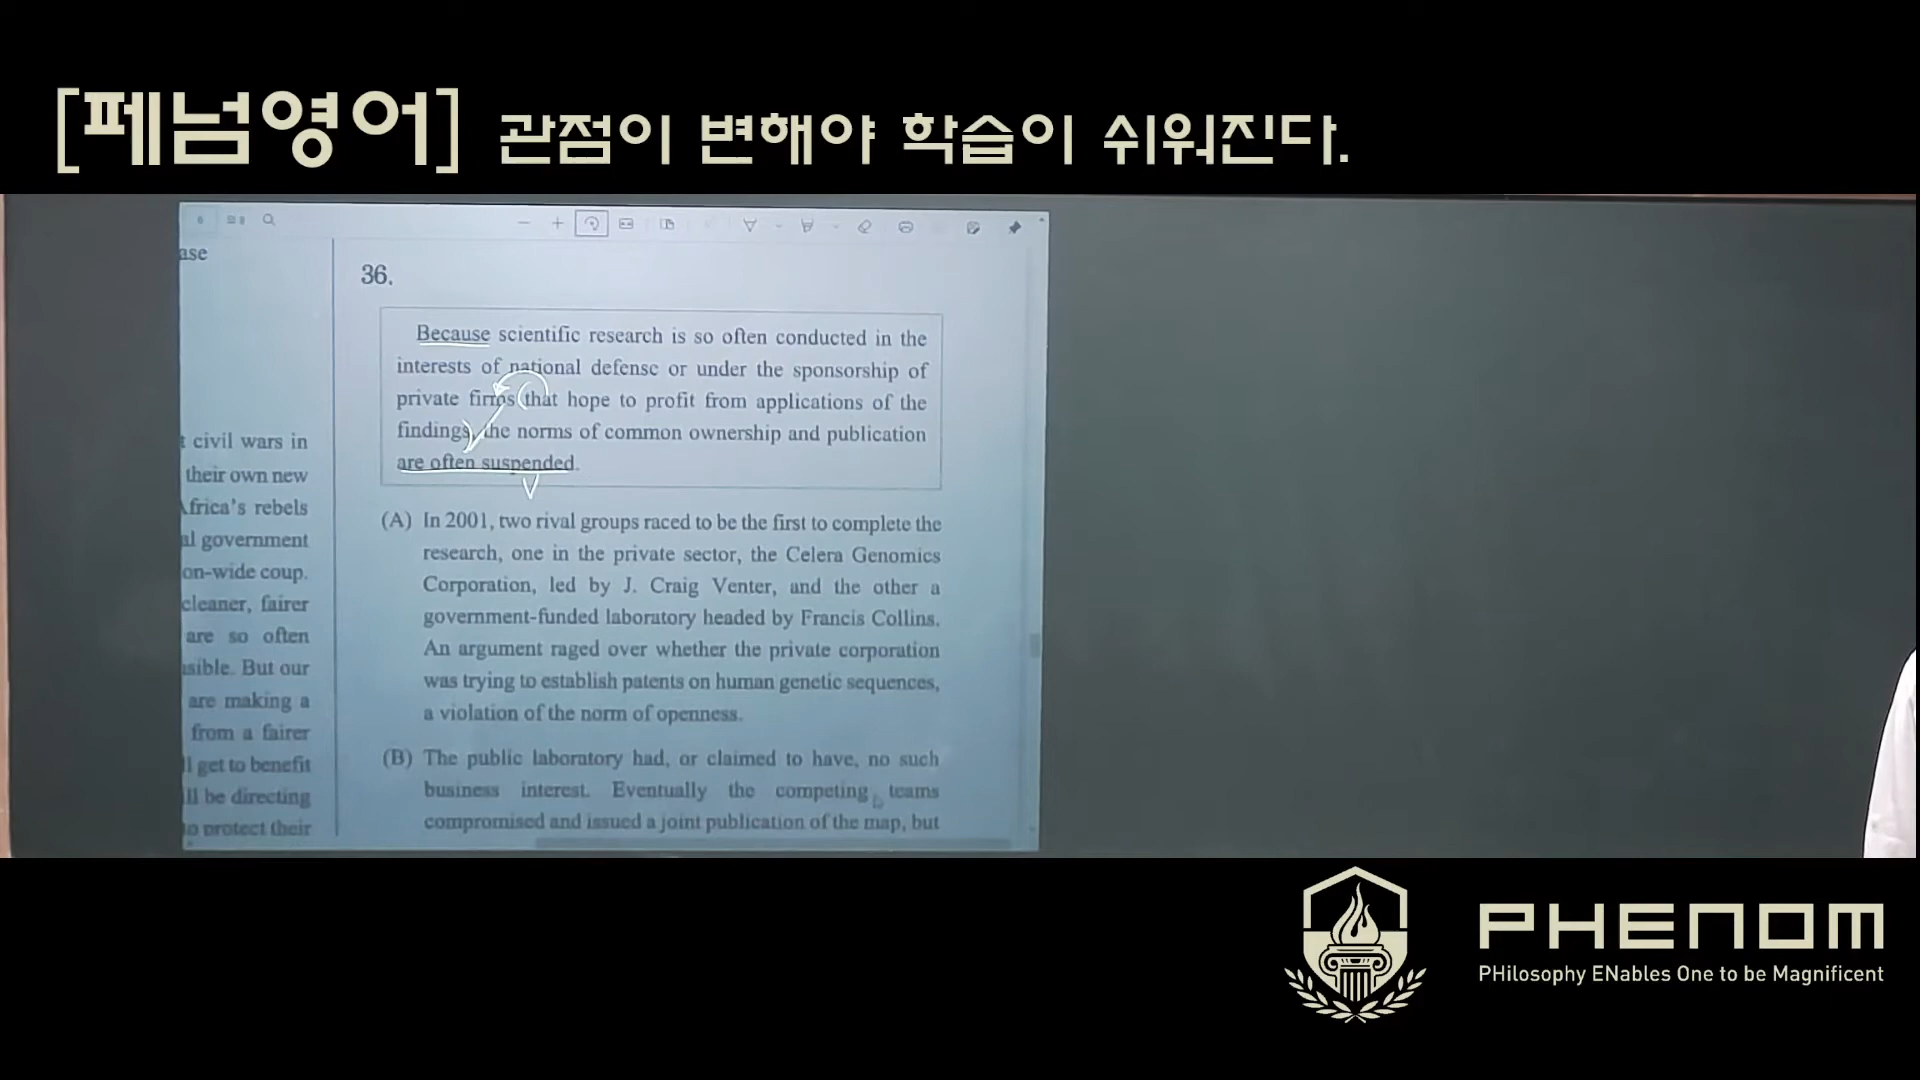 [페넘영어] 관점이 변해야 학습이 쉬워진다.
ase
t civil wars in
their own new
Africa's rebels
al government
on-wide coup.
cleaner, fairer
are so often
sible. But our
are making a
from a fairer
ll get to benefit
ill be directing
to protect their
36.
Because scientific research is so often conducted in the
interests of national defense or under the sponsorship of
private firms that hope to profit from applications of the
findings, the norms of common ownership and publication
are often suspended.
V
(A) In 2001, two rival groups raced to be the first to complete the
research, one in the private sector, the Celera Genomics
Corporation, led by J. Craig Venter, and the other a
government-funded laboratory headed by Francis Collins.
An argument raged over whether the private corporation
was trying to establish patents on human genetic sequences,
a violation of the norm of openness.
(B) The public laboratory had, or claimed to have, no such
business interest. Eventually the competing teams
compromised and issued a joint publication of the map, but
PHENOM
PHilosophy ENables One to be Magnificent